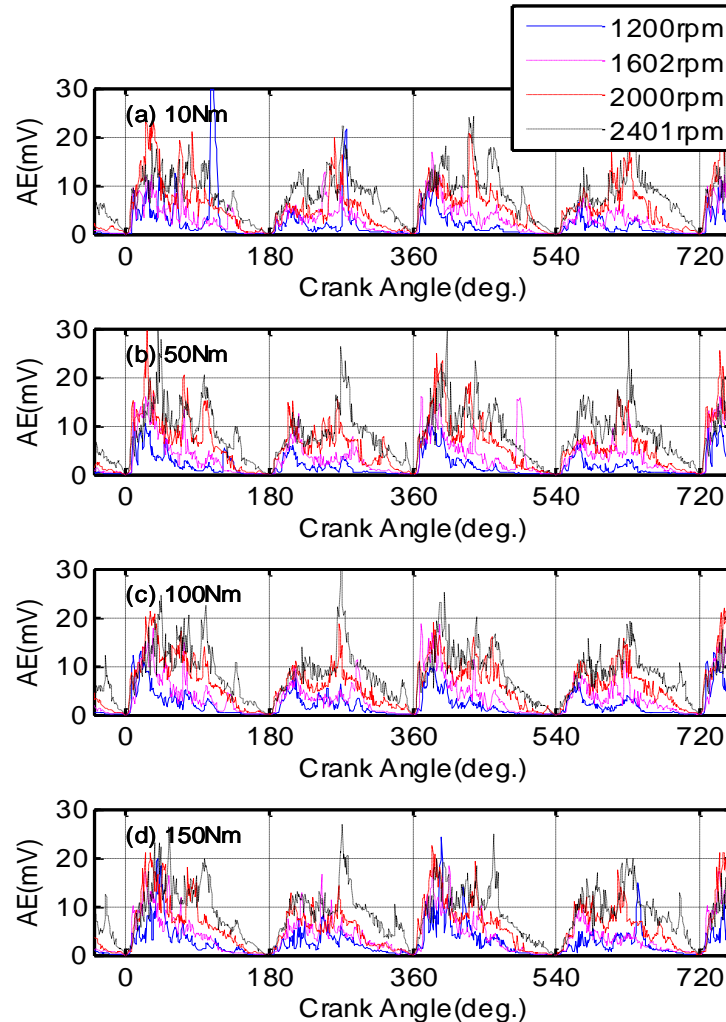 1200rpm
1602rpm
2000rpm
2401rpm
30
20
10
0
AE(mV)
(a) 10Nm
0 180 360 540 720
Crank Angle(deg.)
30
20
10
0
AE(mV)
(b) 50Nm
0 180 360 540 720
Crank Angle(deg.)
30
20
10
0
AE(mV)
(c) 100Nm
0 180 360 540 720
Crank Angle(deg.)
30
20
10
0
AE(mV)
(d) 150Nm
0 180 360 540 720
Crank Angle(deg.)